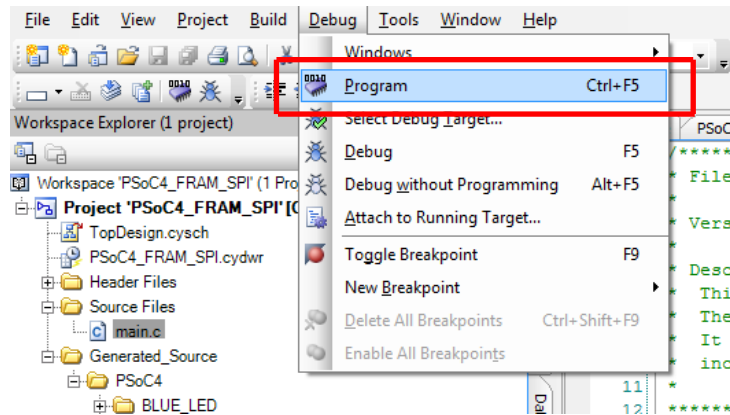 File Edit View Project Build Debug Tools Window Help
Windows
Program Ctrl+F5
Select Debug Target...
Debug F5
Debug without Programming Alt+F5
Attach to Running Target...
Toggle Breakpoint F9
New Breakpoint
Delete All Breakpoints Ctrl+Shift+F9
Enable All Breakpoints
Workspace Explorer (1 project)
Workspace 'PSoC4_FRAM_SPI' (1 Pro
Project 'PSoC4_FRAM_SPI' [C
TopDesign.cysch
PSoC4_FRAM_SPI.cydwr
Header Files
Source Files
main.c
Generated_Source
PSoC4
BLUE_LED
PSoC
/*****
* File
*
* Vers
*
* Desc
* Thi
* The
* It
* inc
11 *
12 ******